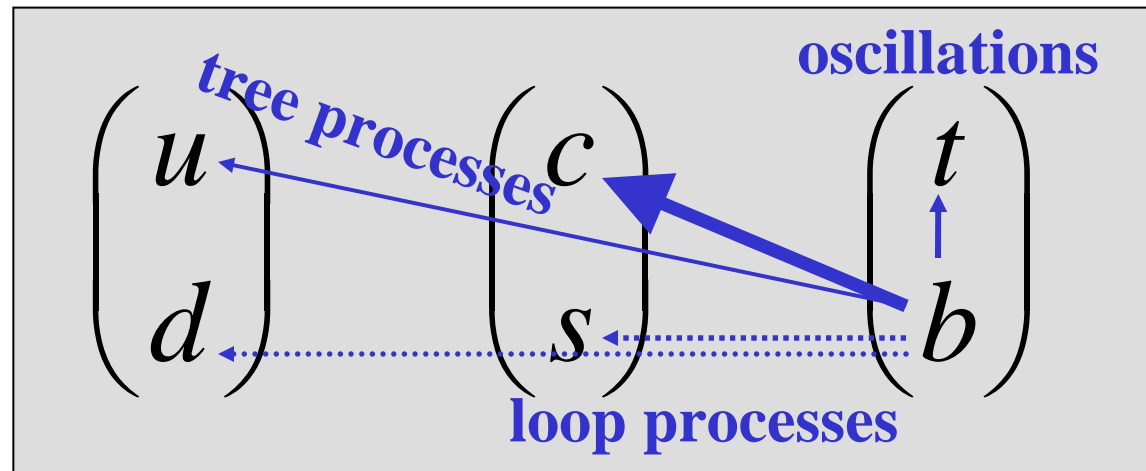 oscillations
tree processes
u c t
d s b
loop processes